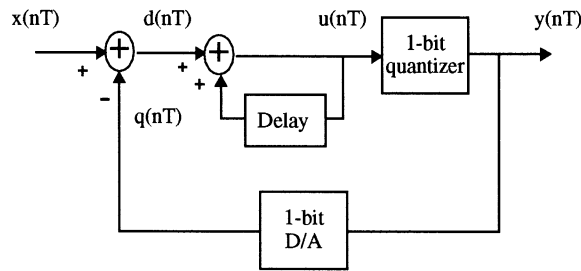 x(nT)
d(nT)
u(nT)
y(nT)
+
+
1-bit
quantizer
+
+
+
−
q(nT)
Delay
1-bit
D/A